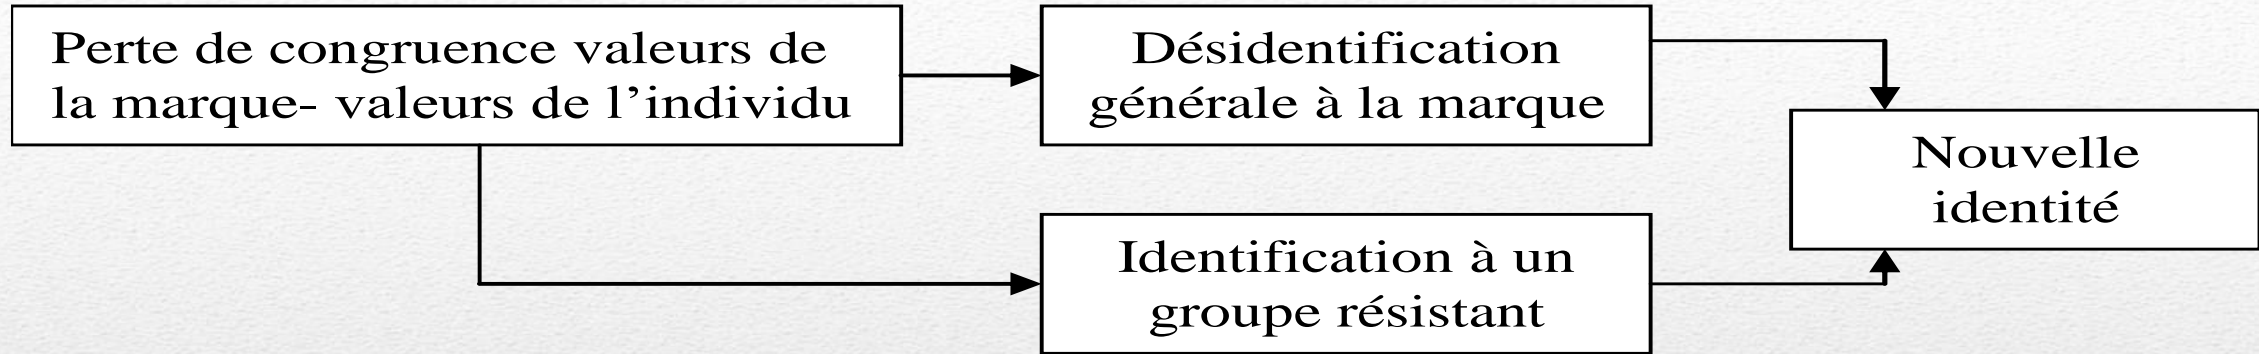 Perte de congruence valeurs de
la marque- valeurs de l’individu
Désidentification
générale à la marque
Nouvelle
identité
Identification à un
groupe résistant